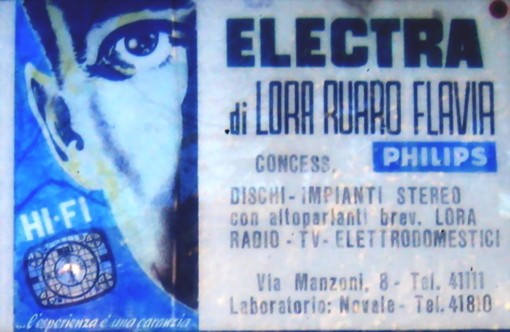 ELECTRA
di LORA RUARO FLAVIA
CONCESS. PHILIPS
DISCHI - IMPIANTI STEREO
con altoparlanti brev. LORA
RADIO - TV - ELETTRODOMESTICI
Via Manzoni, 8 - Tel. 41111
Laboratorio: Novale - Tel. 41810
HI-FI
...l'esperienza é una garanzia